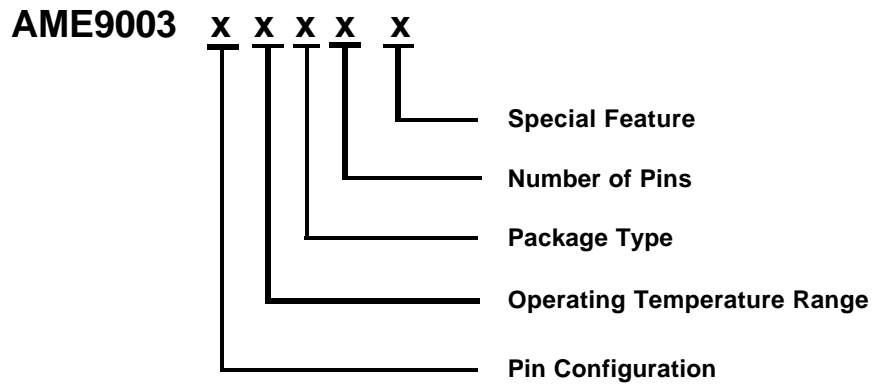 AME9003 x x x x x
Special Feature
Number of Pins
Package Type
Operating Temperature Range
Pin Configuration